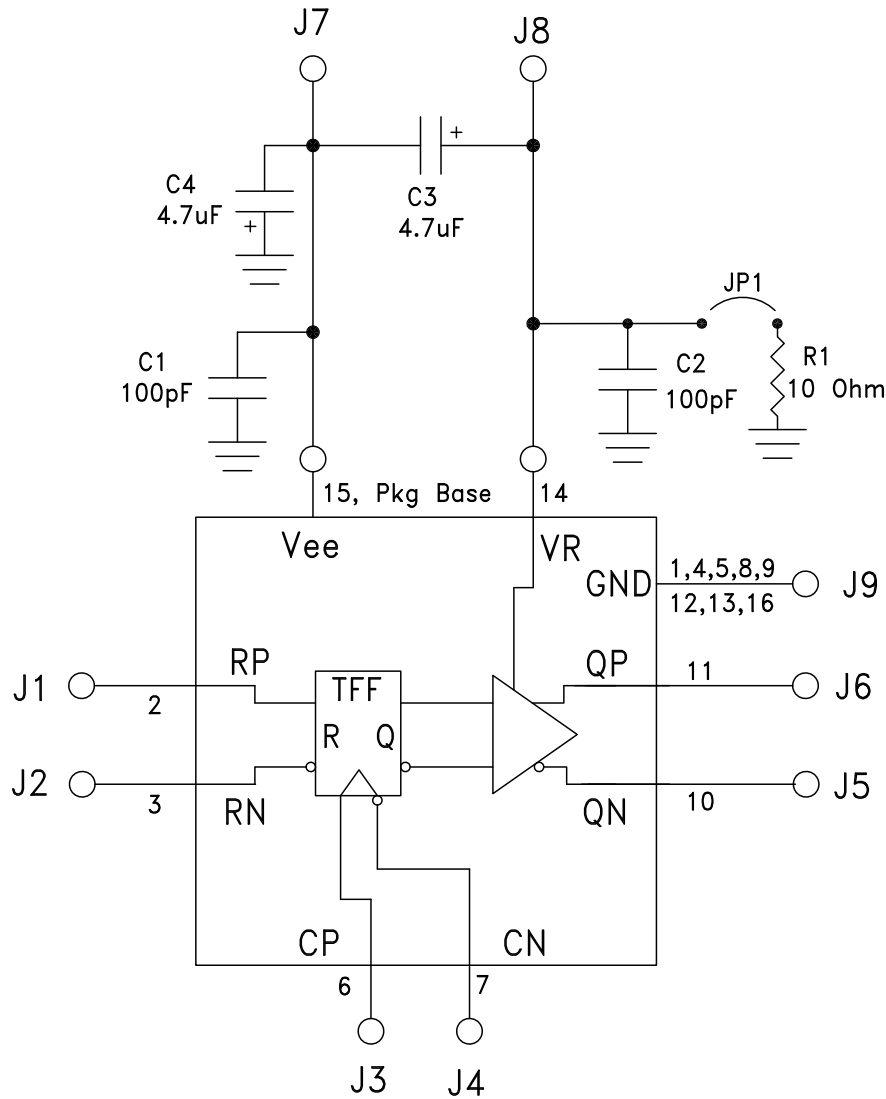 J7
J8
+
C4
4.7uF
+
C3
4.7uF
JP1
C1
100pF
C2
100pF
R1
10 Ohm
15, Pkg Base
14
Vee
VR
GND
1,4,5,8,9
12,13,16
J9
J1
2
RP
TFF
R
Q
QP
11
J6
J2
3
RN
QN
10
J5
CP
CN
6
7
J3
J4